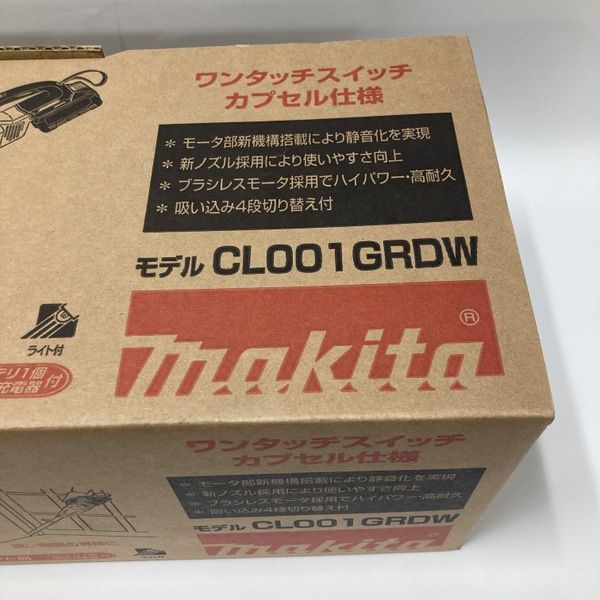 ワンタッチスイッチ
カプセル仕様
* モータ部新機構搭載により静音化を実現
* 新ノズル採用により使いやすさ向上
* ブラシレスモータ採用でハイパワー・高耐久
* 吸い込み4段切り替え付
モデル CL001GRDW
makita®
ライト付
テリ1個
充電器 付
ワンタッチスイッチ
カプセル仕様
* モータ部新機構搭載により静音化を実現
* 新ノズル採用により使いやすさ向上
* ブラシレスモータ採用でハイパワー・高耐久
* 吸い込み4段切り替え付
モデル CL001GRDW
makita